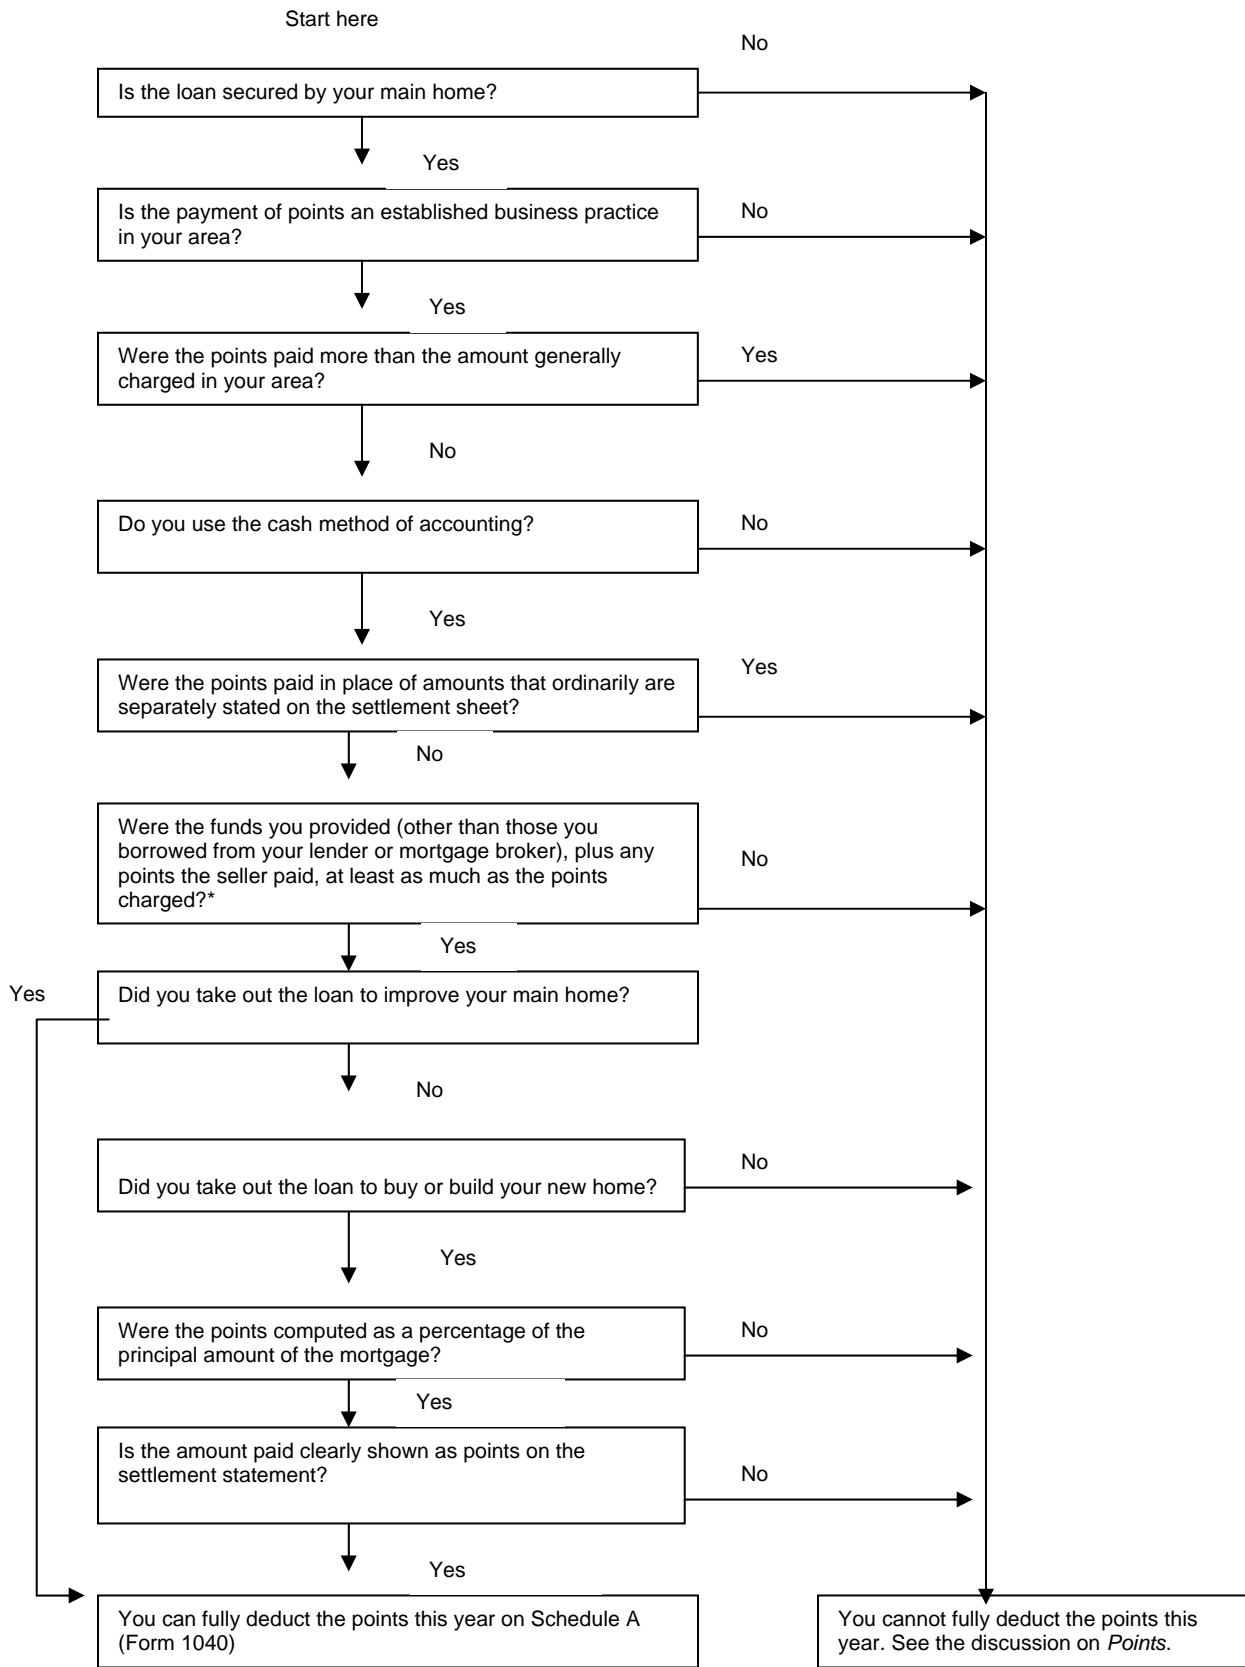 Start here
No
Is the loan secured by your main home?
Yes
Is the payment of points an established business practice
in your area?
No
Yes
Were the points paid more than the amount generally
charged in your area?
Yes
No
Do you use the cash method of accounting?
No
Yes
Were the points paid in place of amounts that ordinarily are
separately stated on the settlement sheet?
Yes
No
Were the funds you provided (other than those you
borrowed from your lender or mortgage broker), plus any
points the seller paid, at least as much as the points
charged?*
No
Yes
Yes
Did you take out the loan to improve your main home?
No
Did you take out the loan to buy or build your new home?
No
Yes
Were the points computed as a percentage of the
principal amount of the mortgage?
No
Yes
Is the amount paid clearly shown as points on the
settlement statement?
No
Yes
You can fully deduct the points this year on Schedule A
(Form 1040)
You cannot fully deduct the points this
year. See the discussion on Points.